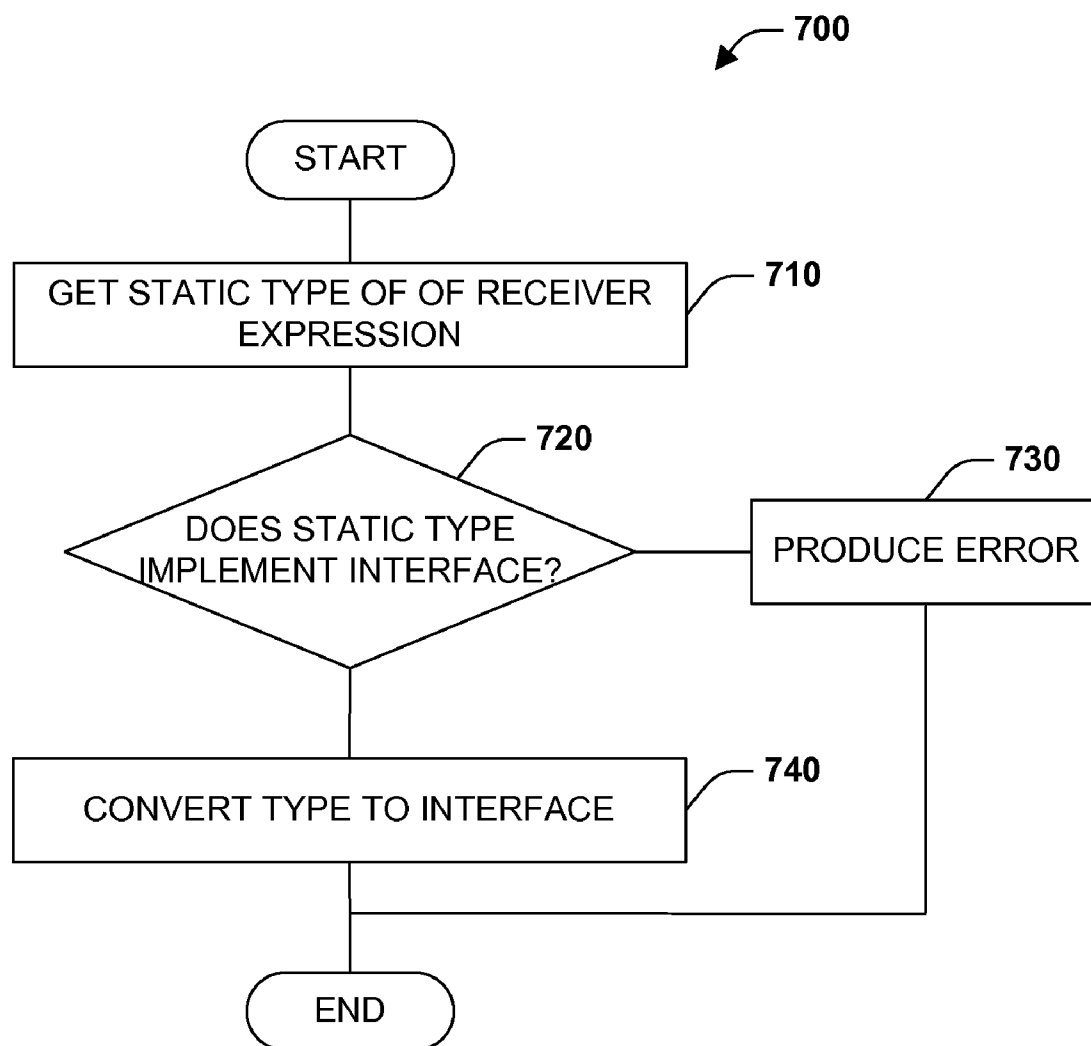 700
START
GET STATIC TYPE OF OF RECEIVER
EXPRESSION
710
720
DOES STATIC TYPE
IMPLEMENT INTERFACE?
730
PRODUCE ERROR
740
CONVERT TYPE TO INTERFACE
END